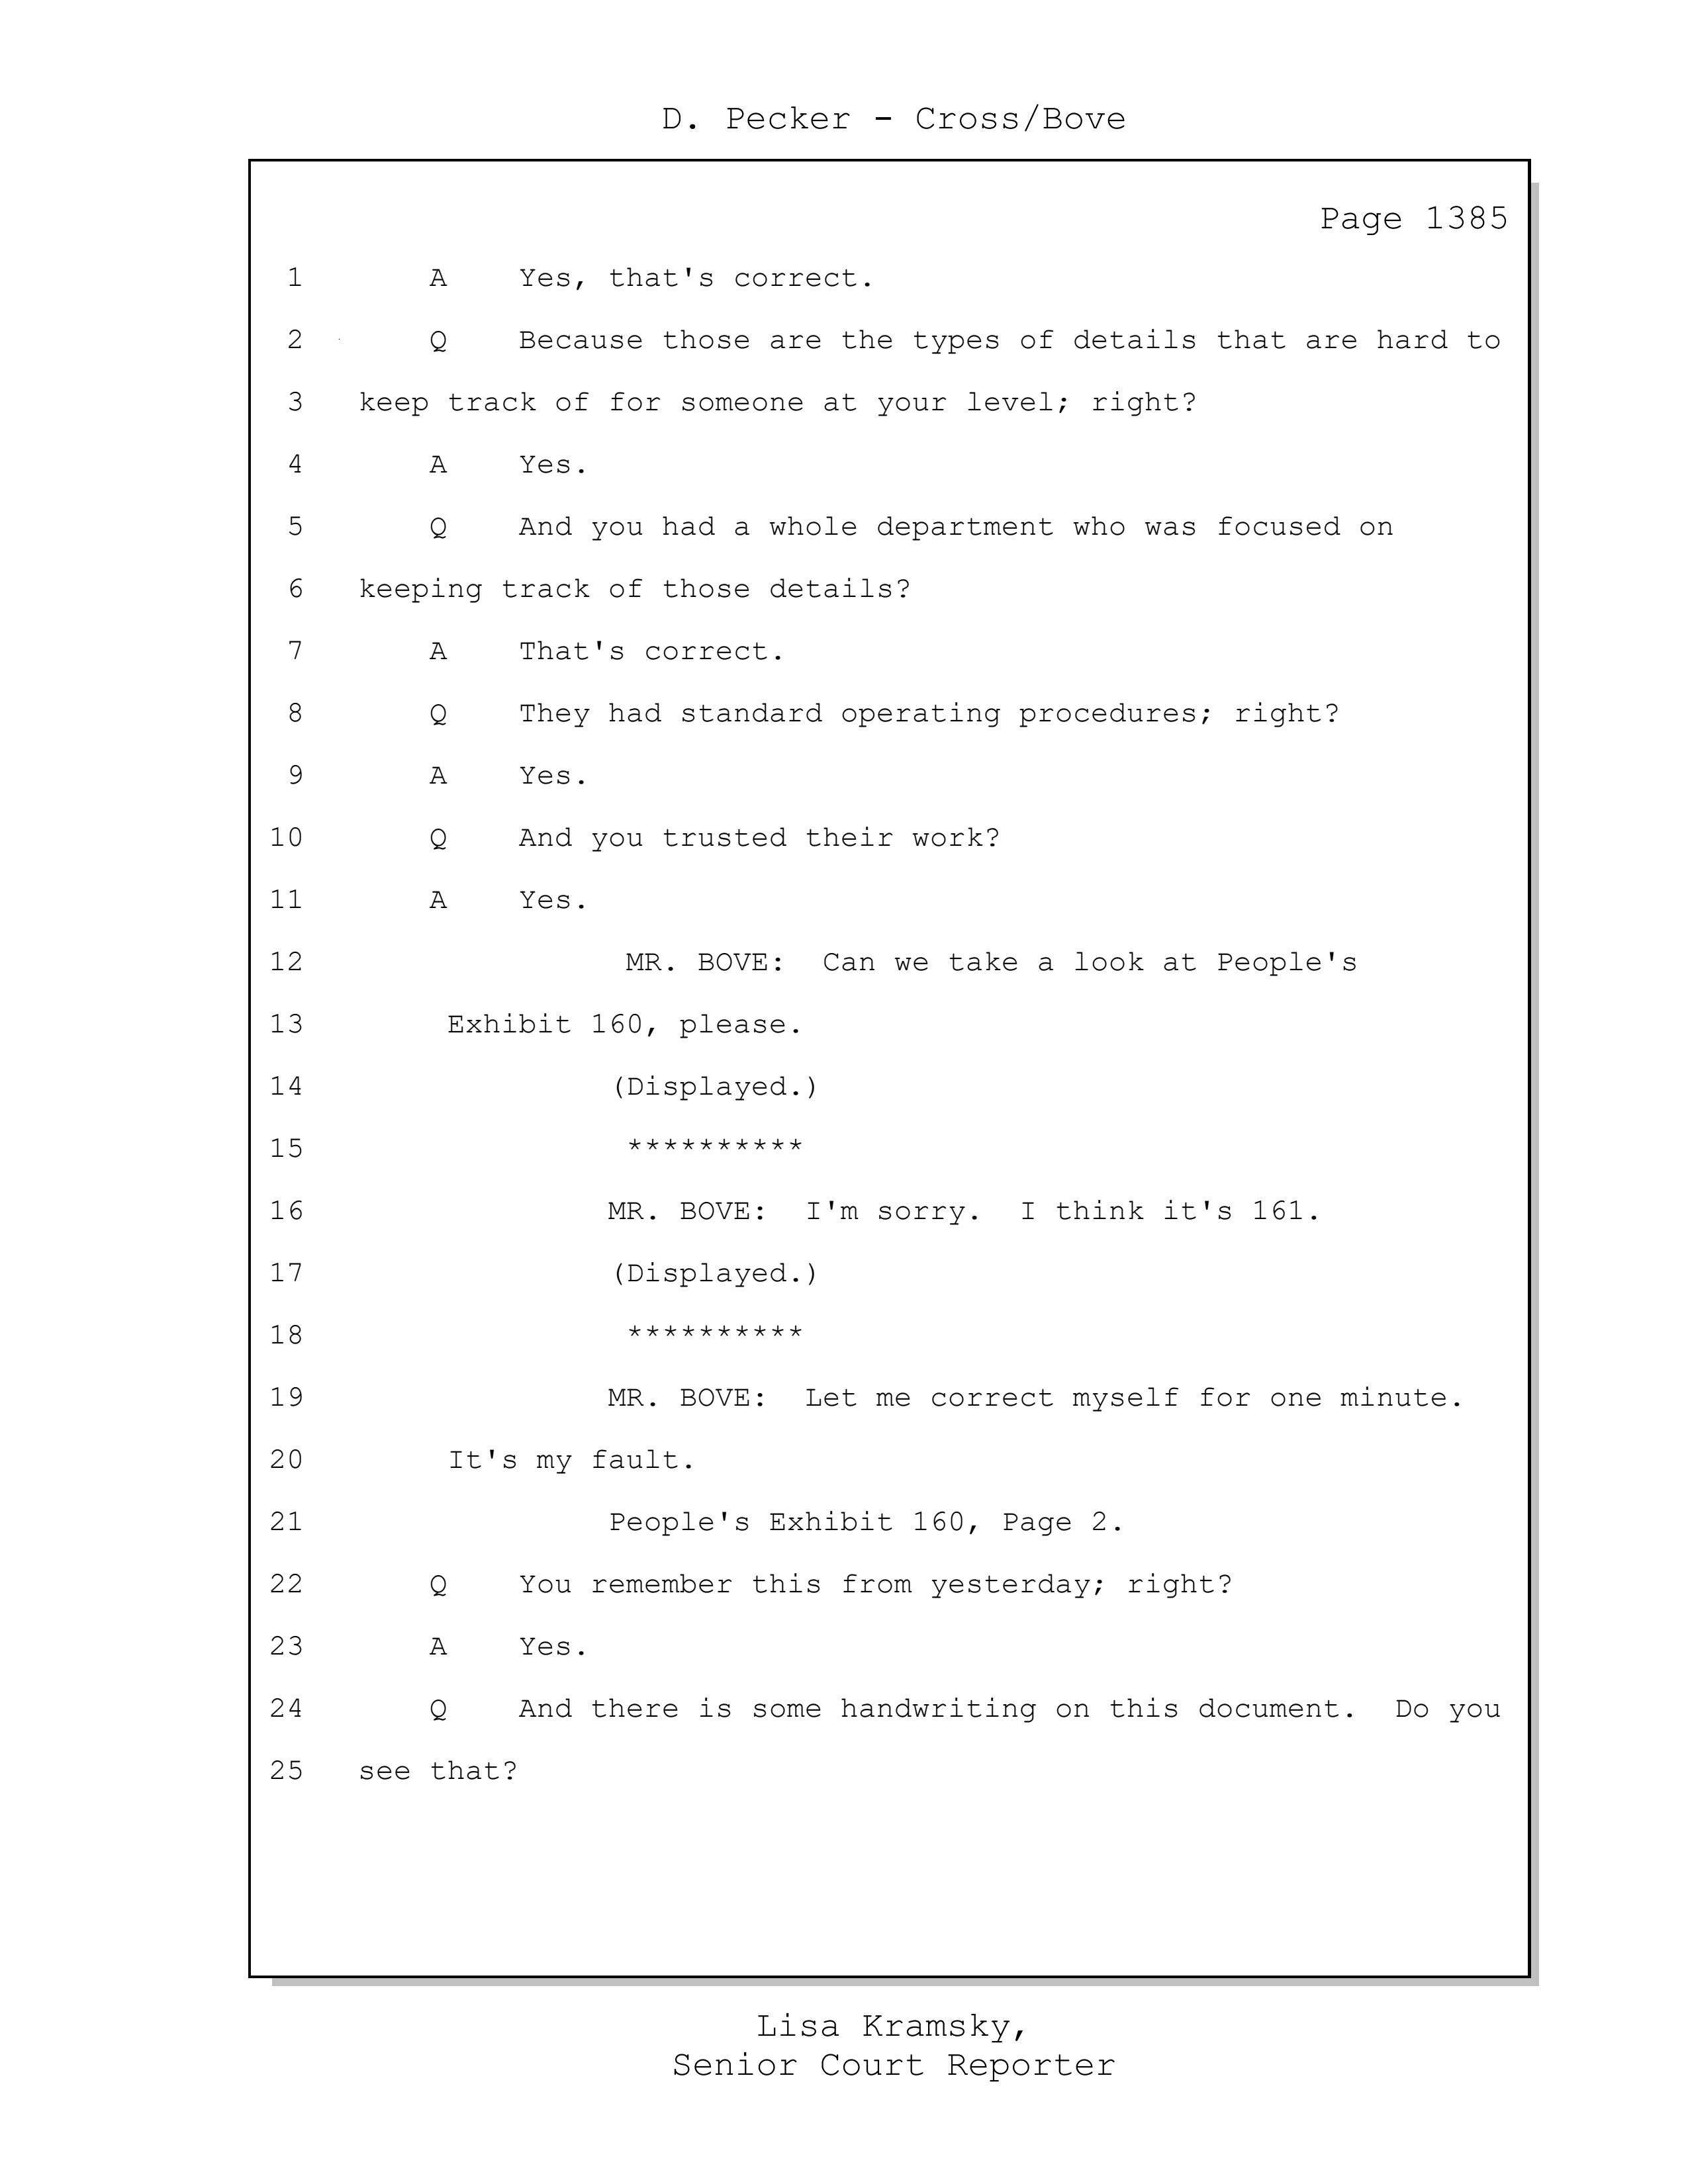 D. Pecker - Cross/Bove
Page 1385
1 A Yes, that's correct.
2 Q Because those are the types of details that are hard to
3 keep track of for someone at your level; right?
4 A Yes.
5 Q And you had a whole department who was focused on
6 keeping track of those details?
7 A That's correct.
8 Q They had standard operating procedures; right?
9 A Yes.
10 Q And you trusted their work?
11 A Yes.
12 MR. BOVE: Can we take a look at People's
13 Exhibit 160, please.
14 (Displayed.)
15 **********
16 MR. BOVE: I'm sorry. I think it's 161.
17 (Displayed.)
18 **********
19 MR. BOVE: Let me correct myself for one minute.
20 It's my fault.
21 People's Exhibit 160, Page 2.
22 Q You remember this from yesterday; right?
23 A Yes.
24 Q And there is some handwriting on this document. Do you
25 see that?
Lisa Kramsky,
Senior Court Reporter